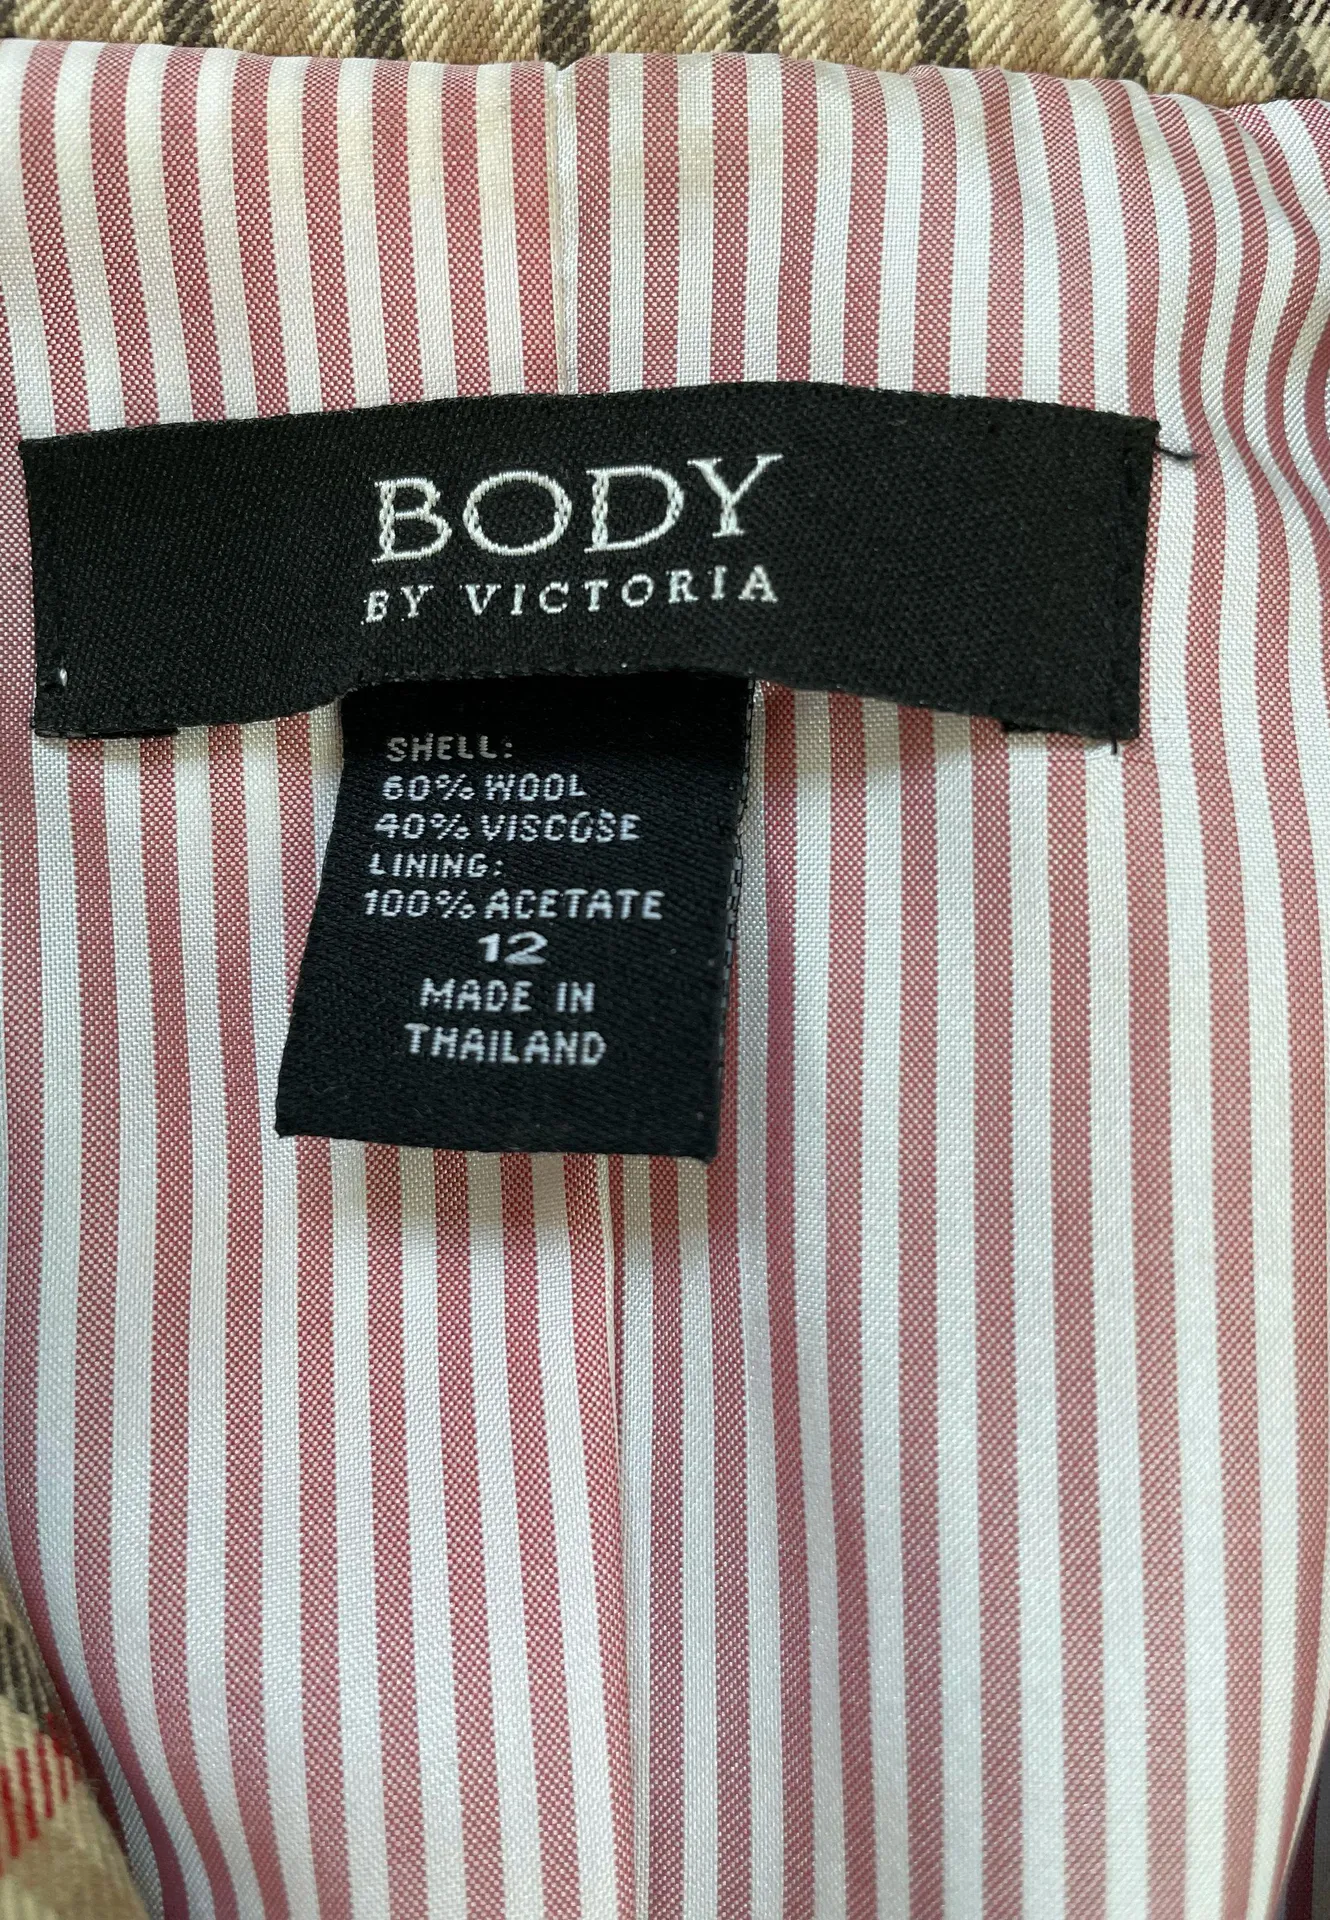 BODY
BY VICTORIA
SHELL:
60% WOOL
40% VISCOSE
LINING:
100% ACETATE
12
MADE IN
THAILAND